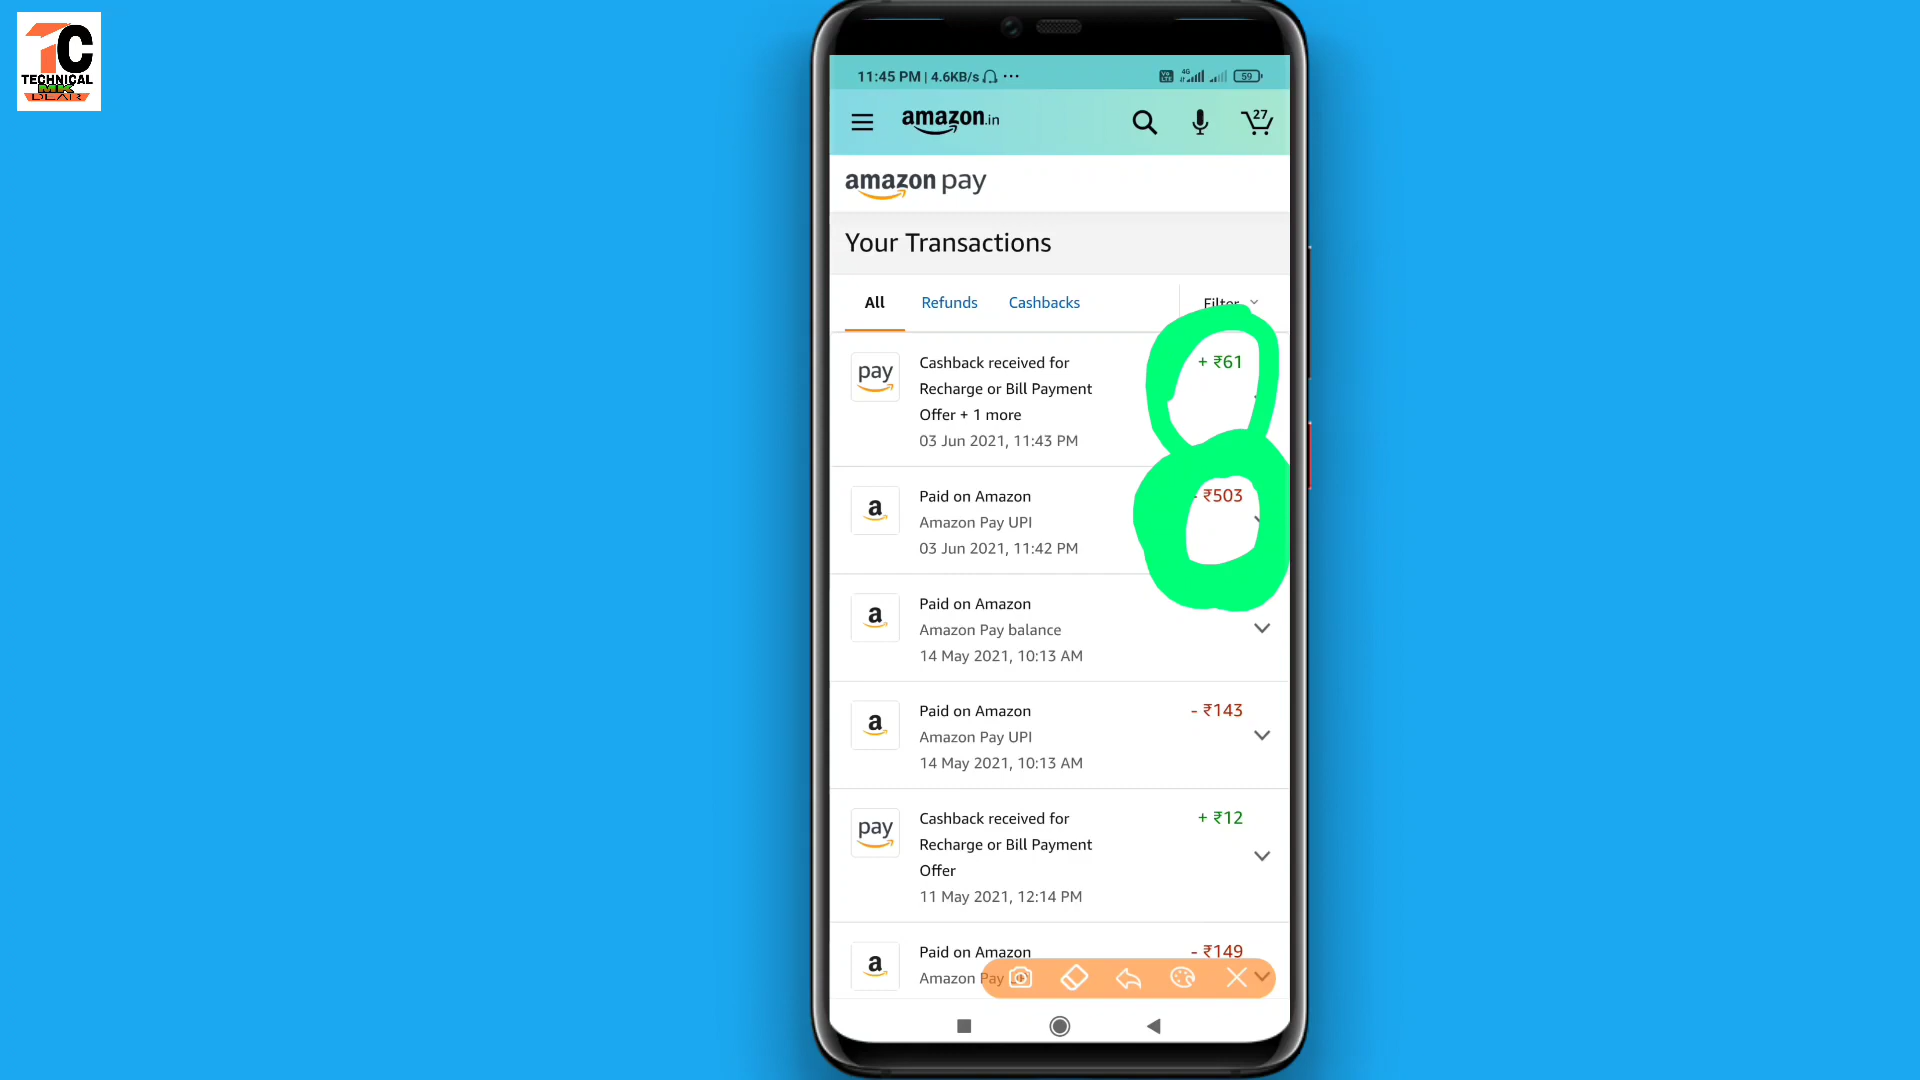 TC
TECHNICAL
MK
11:45 PM | 4.6KB/s ···
4G
59
amazon.in
27
amazon pay
Your Transactions
All Refunds Cashbacks Filter
pay Cashback received for + ₹61
Recharge or Bill Payment
Offer + 1 more
03 Jun 2021, 11:43 PM
a Paid on Amazon - ₹503
Amazon Pay UPI
03 Jun 2021, 11:42 PM
a Paid on Amazon
Amazon Pay balance
14 May 2021, 10:13 AM
a Paid on Amazon - ₹143
Amazon Pay UPI
14 May 2021, 10:13 AM
pay Cashback received for + ₹12
Recharge or Bill Payment
Offer
11 May 2021, 12:14 PM
a Paid on Amazon - ₹149
Amazon Pay